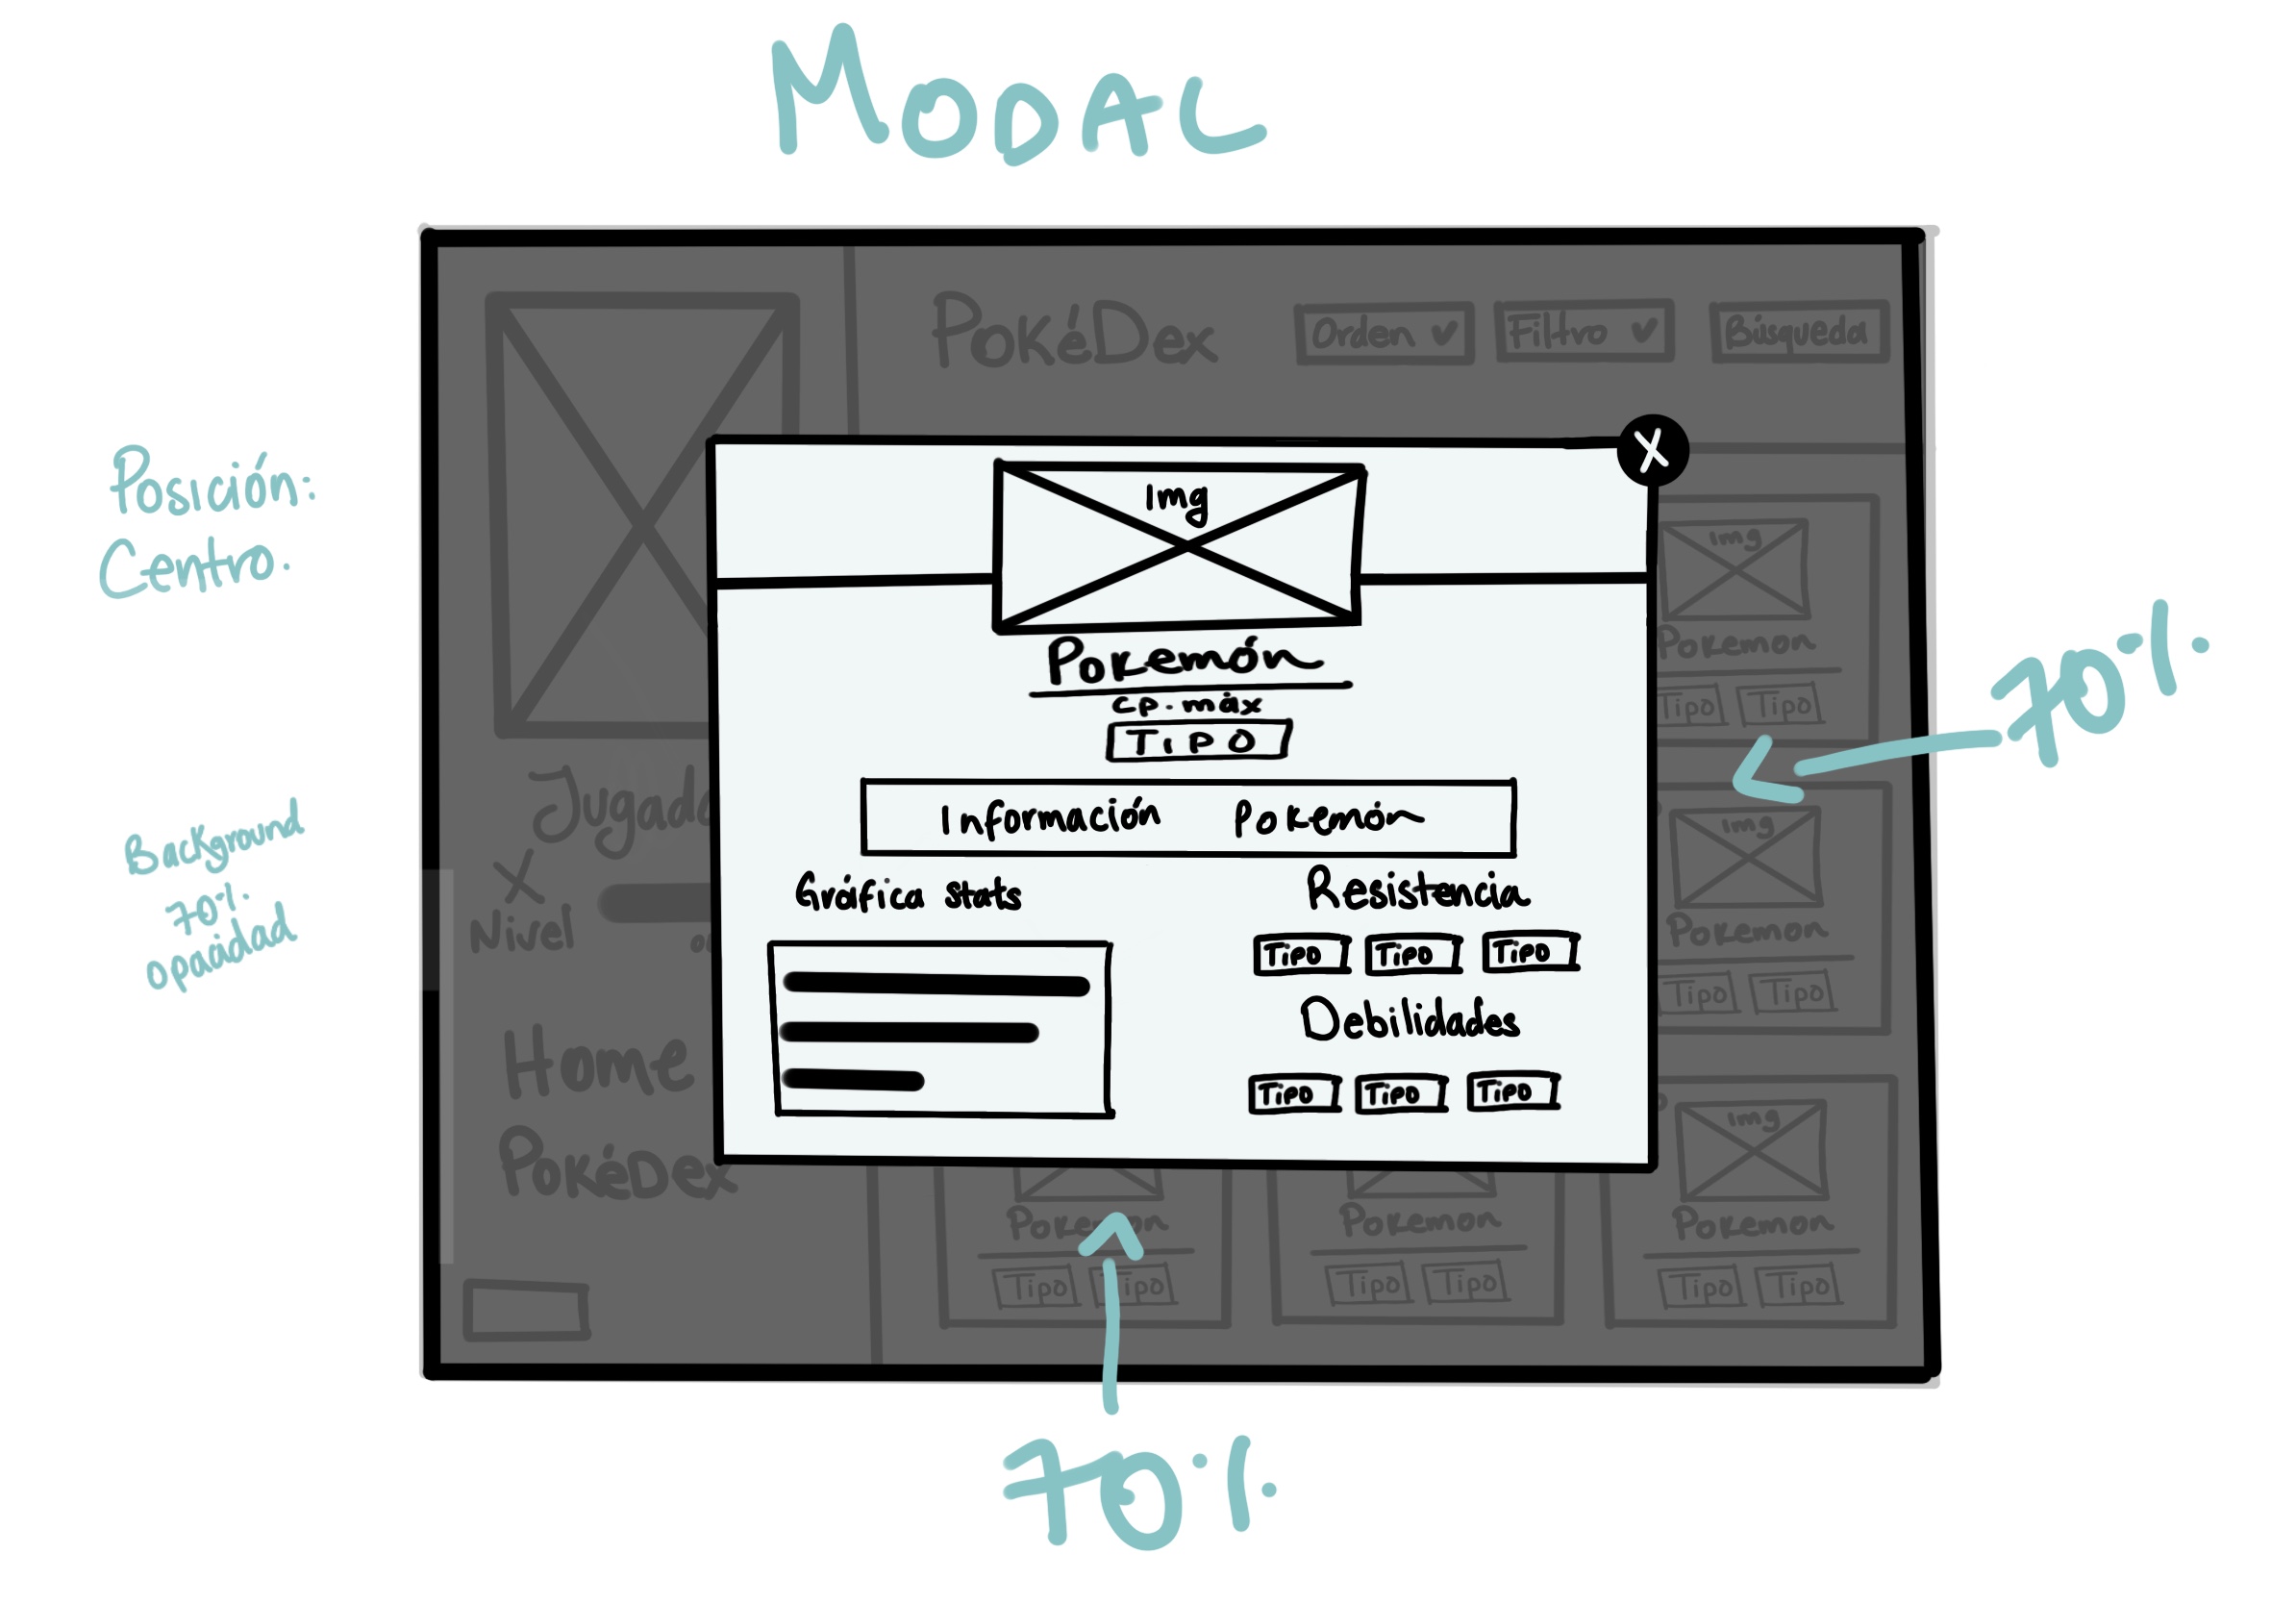 MODAL
PokéDex
Orden
Filtro
Búsqueda
X
Posición:
Centro.
Img
Pokemón
cp. máx
TIPO
Información Pokemón
Gráfica stats
Resistencia
Tipo Tipo Tipo
Debilidades
Tipo Tipo Tipo
Background
70%
opacidad
Jugado
X
Nivel
Home
PokéDex
img
Pokemon
Tipo Tipo
img
Pokemon
Tipo Tipo
Pokemon
Tipo Tipo
Pokemon
Tipo Tipo
img
Pokemon
Tipo Tipo
70%
70%